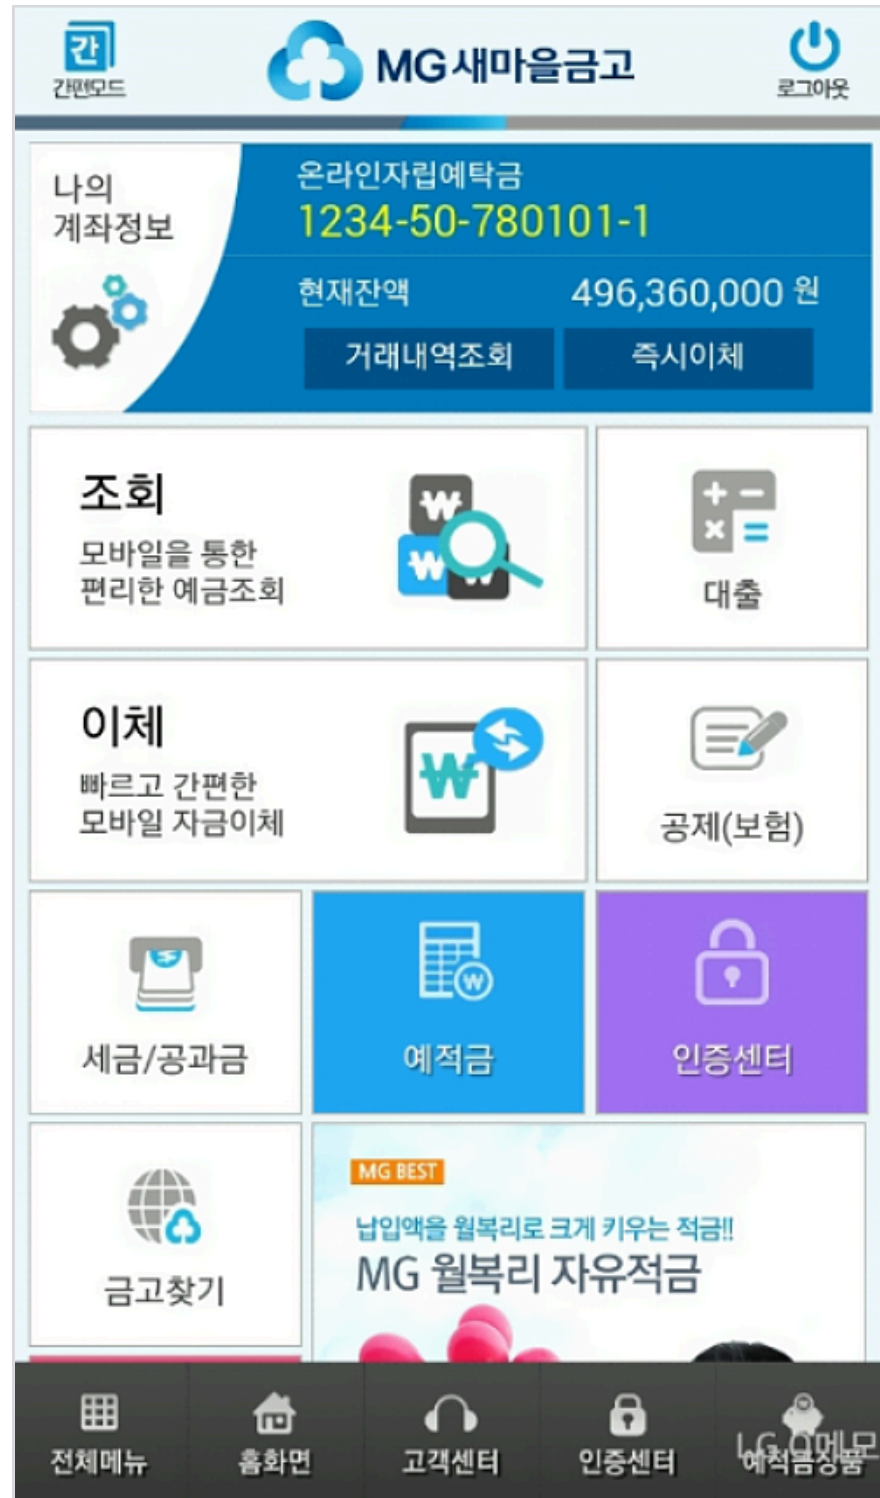 간
간편모드
MG새마을금고
로그아웃
나의
계좌정보
온라인자립예탁금
1234-50-780101-1
현재잔액
496,360,000 원
거래내역조회
즉시이체
조회
모바일을 통한
편리한 예금조회
대출
이체
빠르고 간편한
모바일 자금이체
공제(보험)
세금/공과금
예적금
인증센터
금고찾기
MG BEST
납입액을 월복리로 크게 키우는 적금!!
MG 월복리 자유적금
전체메뉴
홈화면
고객센터
인증센터
예적금상품
LG Q메모